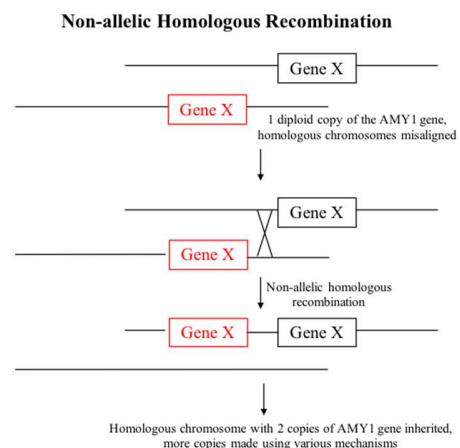 Non-allelic Homologous Recombination
Gene X
Gene X
1 diploid copy of the AMY1 gene,
homologous chromosomes misaligned
Gene X
Gene X
Non-allelic homologous
recombination
Gene X
Gene X
Homologous chromosome with 2 copies of AMY1 gene inherited,
more copies made using various mechanisms